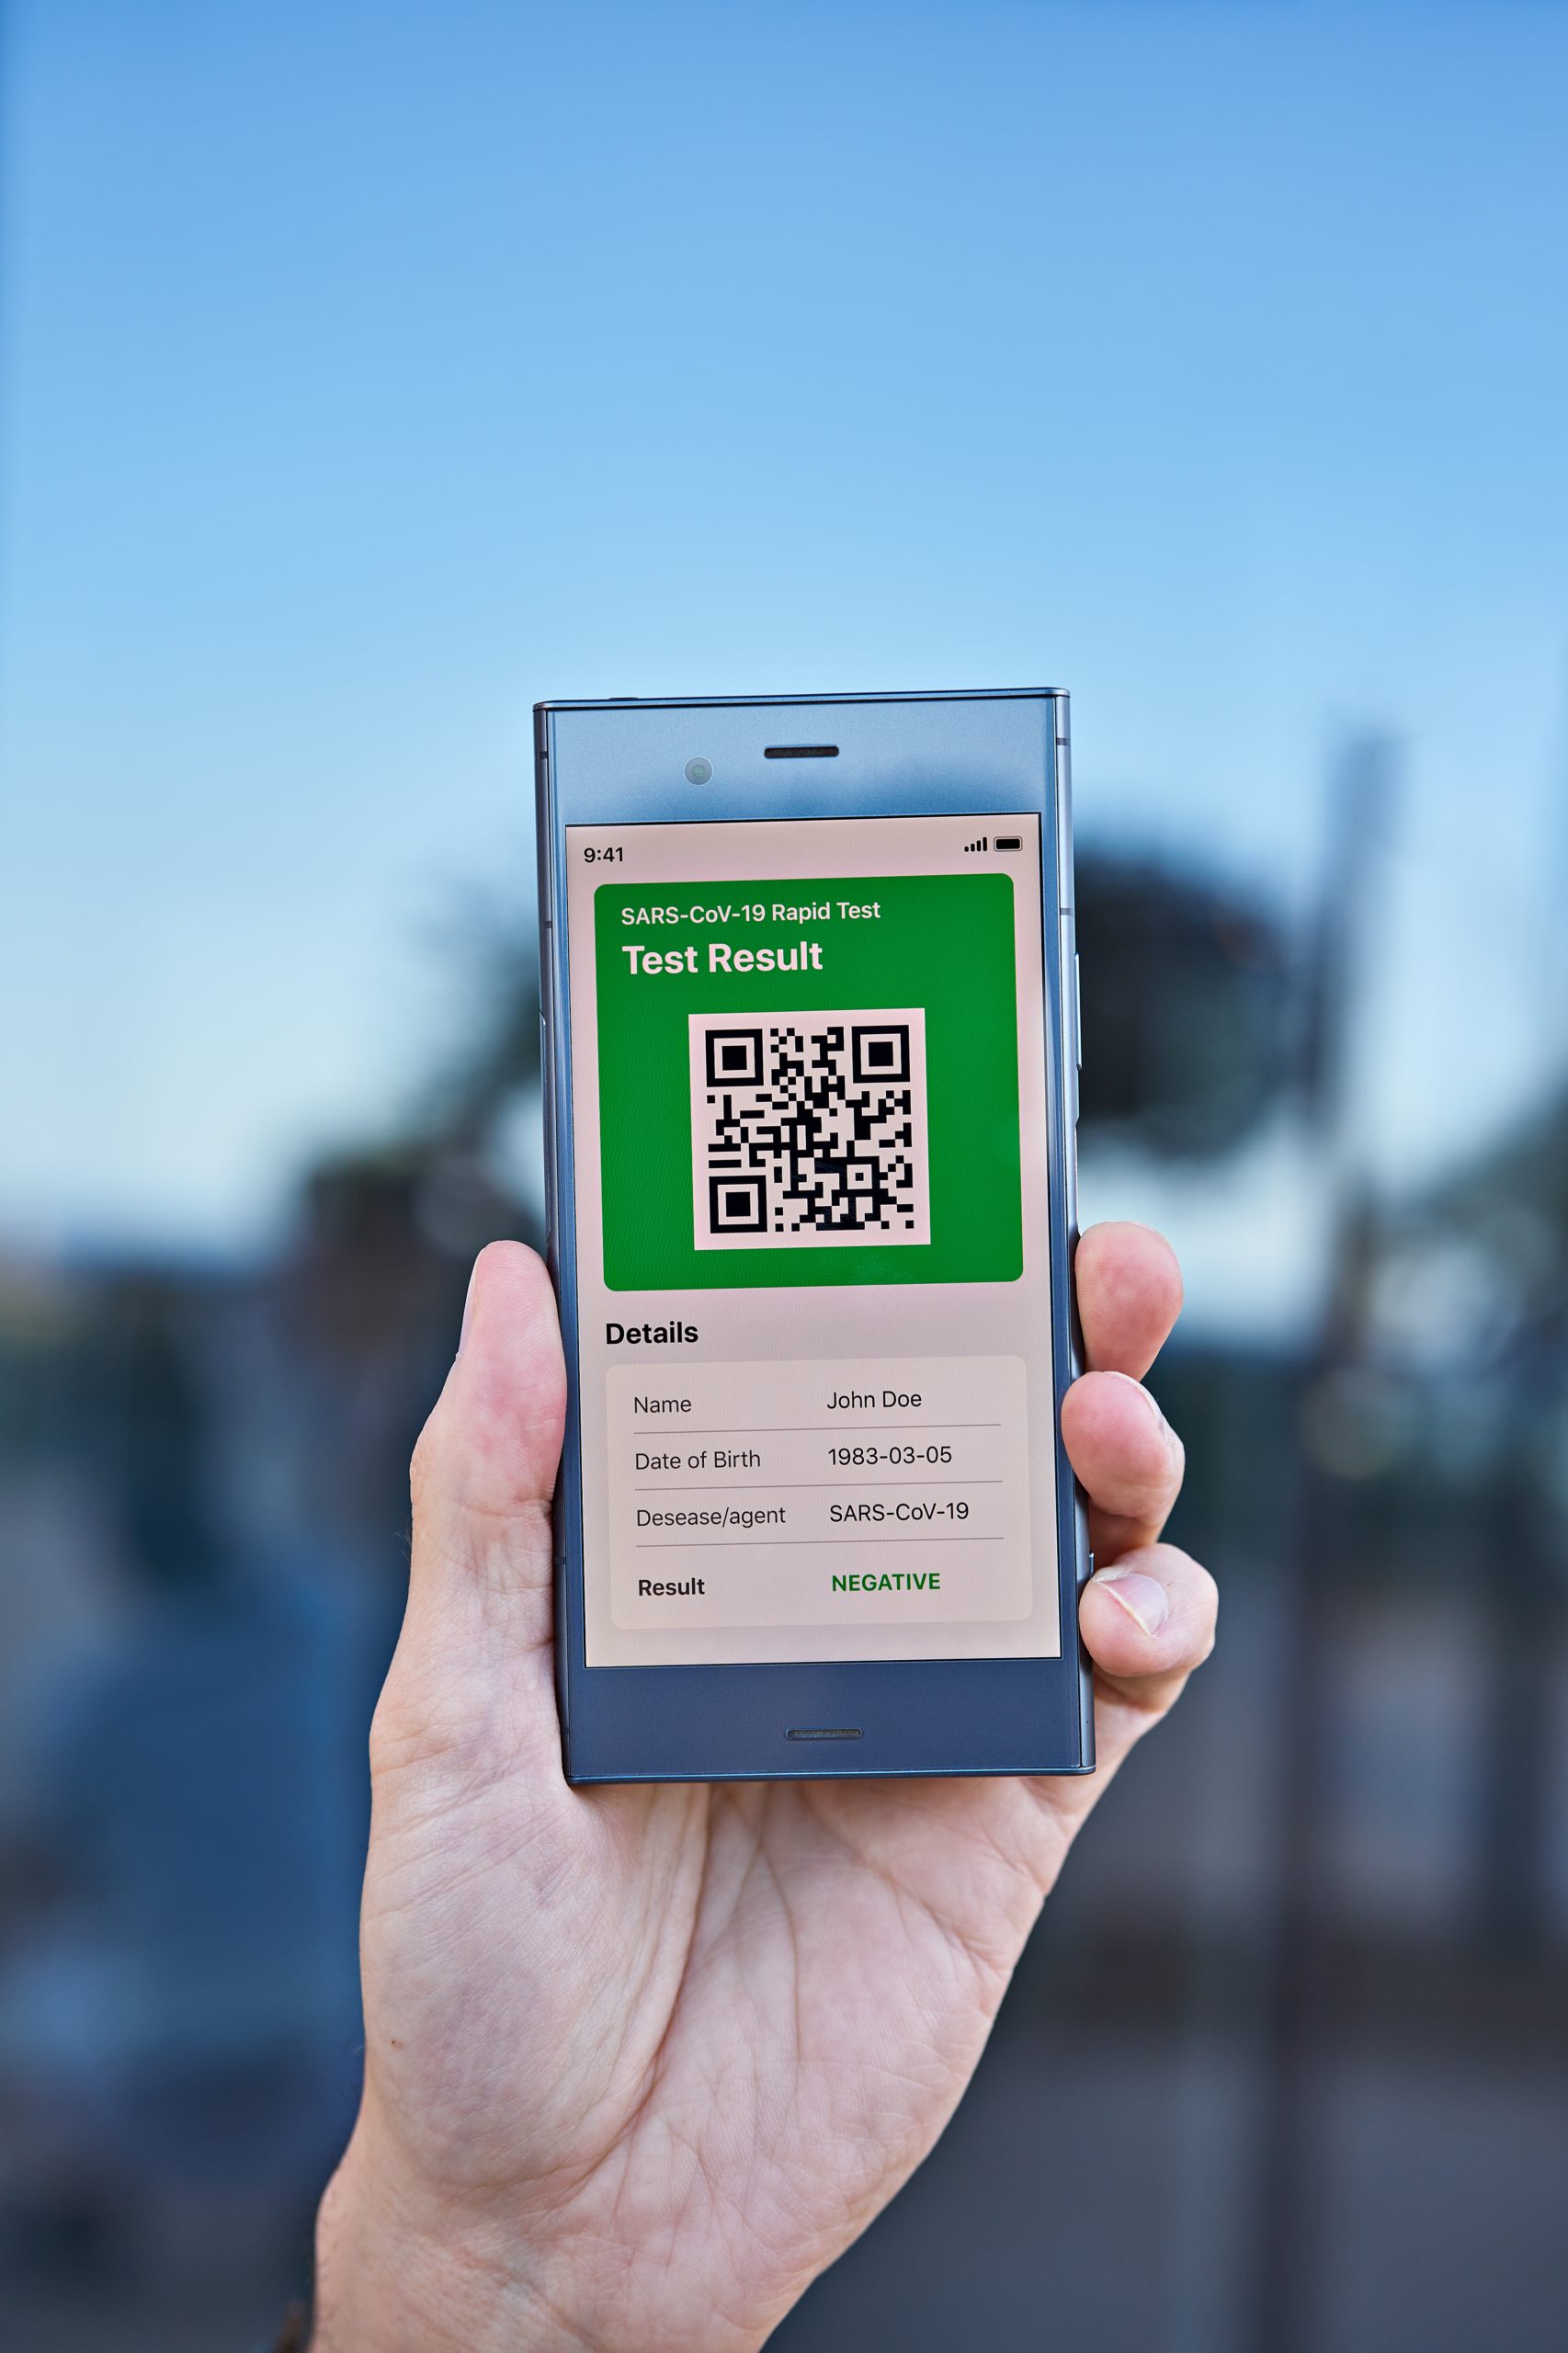 9:41
SARS-CoV-19 Rapid Test
Test Result
Details
Name John Doe
Date of Birth 1983-03-05
Desease/agent SARS-CoV-19
Result NEGATIVE